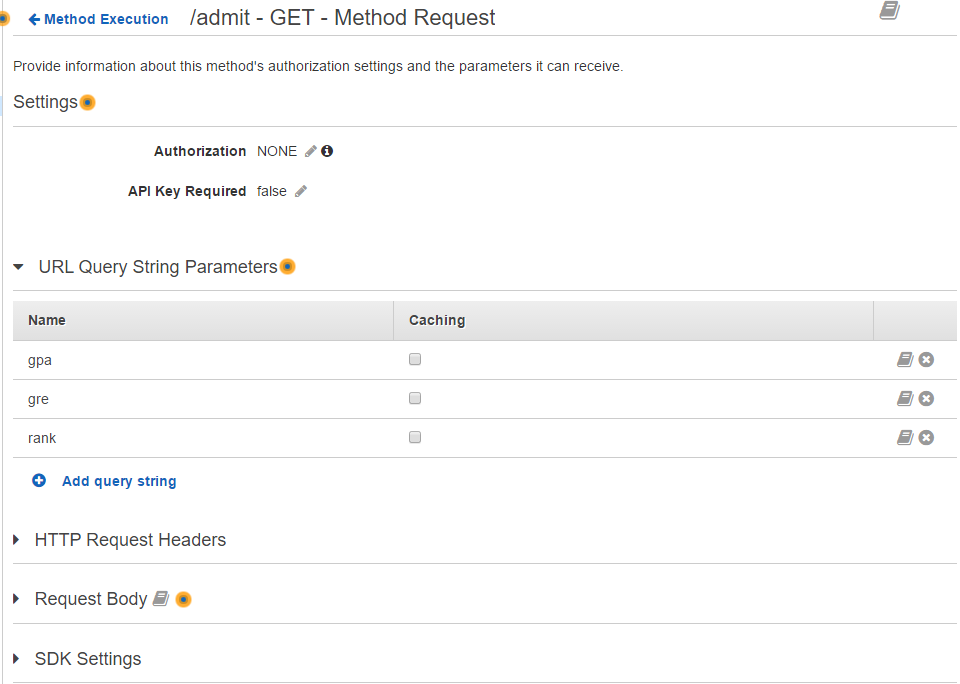 Method Execution /admit - GET - Method Request
Provide information about this method's authorization settings and the parameters it can receive.
Settings
Authorization NONE
API Key Required false
URL Query String Parameters
Name Caching
gpa
gre
rank
Add query string
HTTP Request Headers
Request Body
SDK Settings